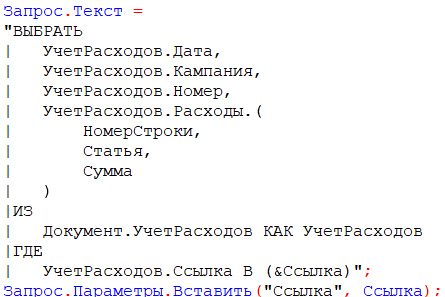 Запрос.Текст =
"ВЫБРАТЬ
|   УчетРасходов.Дата,
|   УчетРасходов.Кампания,
|   УчетРасходов.Номер,
|   УчетРасходов.Расходы.(
|       НомерСтроки,
|       Статья,
|       Сумма
|   )
|ИЗ
|   Документ.УчетРасходов КАК УчетРасходов
|ГДЕ
|   УчетРасходов.Ссылка В (&Ссылка)";
Запрос.Параметры.Вставить("Ссылка", Ссылка);